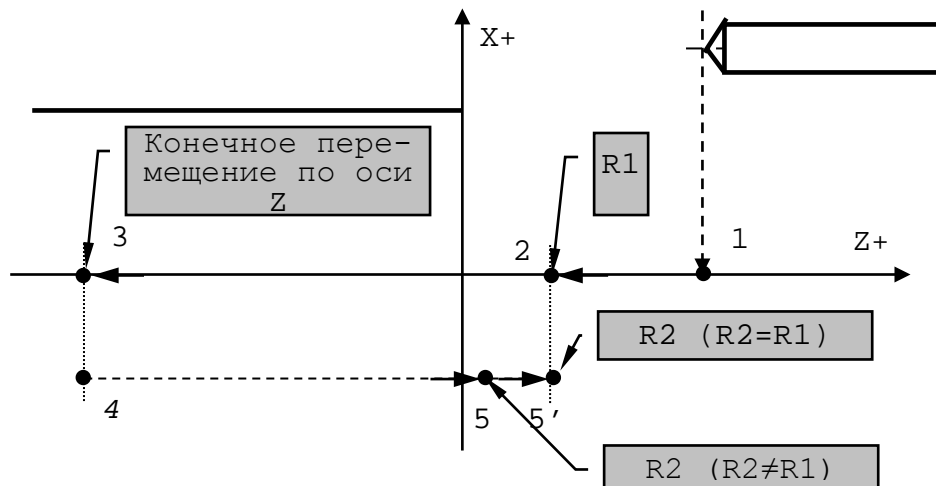 X+
Конечное пере-
мещение по оси
Z
R1
3
2
1
Z+
R2 (R2=R1)
4
5
5’
R2 (R2≠R1)